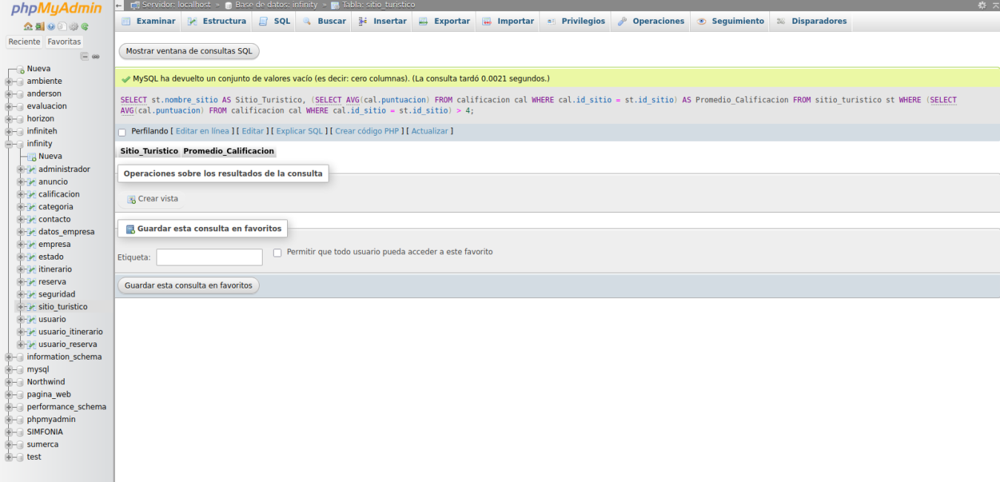 phpMyAdmin
Reciente Favoritas
Nueva
ambiente
anderson
evaluacion
horizon
infiniteh
infinity
Nueva
administrador
anuncio
calificacion
categoria
contacto
datos_empresa
empresa
estado
itinerario
reserva
seguridad
sitio_turistico
usuario
usuario_itinerario
usuario_reserva
information_schema
mysql
Northwind
pagina_web
performance_schema
phpmyadmin
SIMFONIA
sumerca
test
Servidor: localhost » Base de datos: infinity » Tabla: sitio_turistico
Examinar Estructura SQL Buscar Insertar Exportar Importar Privilegios Operaciones Seguimiento Disparadores
Mostrar ventana de consultas SQL
MySQL ha devuelto un conjunto de valores vacío (es decir: cero columnas). (La consulta tardó 0.0021 segundos.)
SELECT st.nombre_sitio AS Sitio_Turistico, (SELECT AVG(cal.puntuacion) FROM calificacion cal WHERE cal.id_sitio = st.id_sitio) AS Promedio_Calificacion FROM sitio_turistico st WHERE (SELECT
AVG(cal.puntuacion) FROM calificacion cal WHERE cal.id_sitio = st.id_sitio) > 4;
Perfilando [ Editar en línea ] [ Editar ] [ Explicar SQL ] [ Crear código PHP ] [ Actualizar ]
Sitio_Turistico Promedio_Calificacion
Operaciones sobre los resultados de la consulta
Crear vista
Guardar esta consulta en favoritos
Etiqueta: Permitir que todo usuario pueda acceder a este favorito
Guardar esta consulta en favoritos